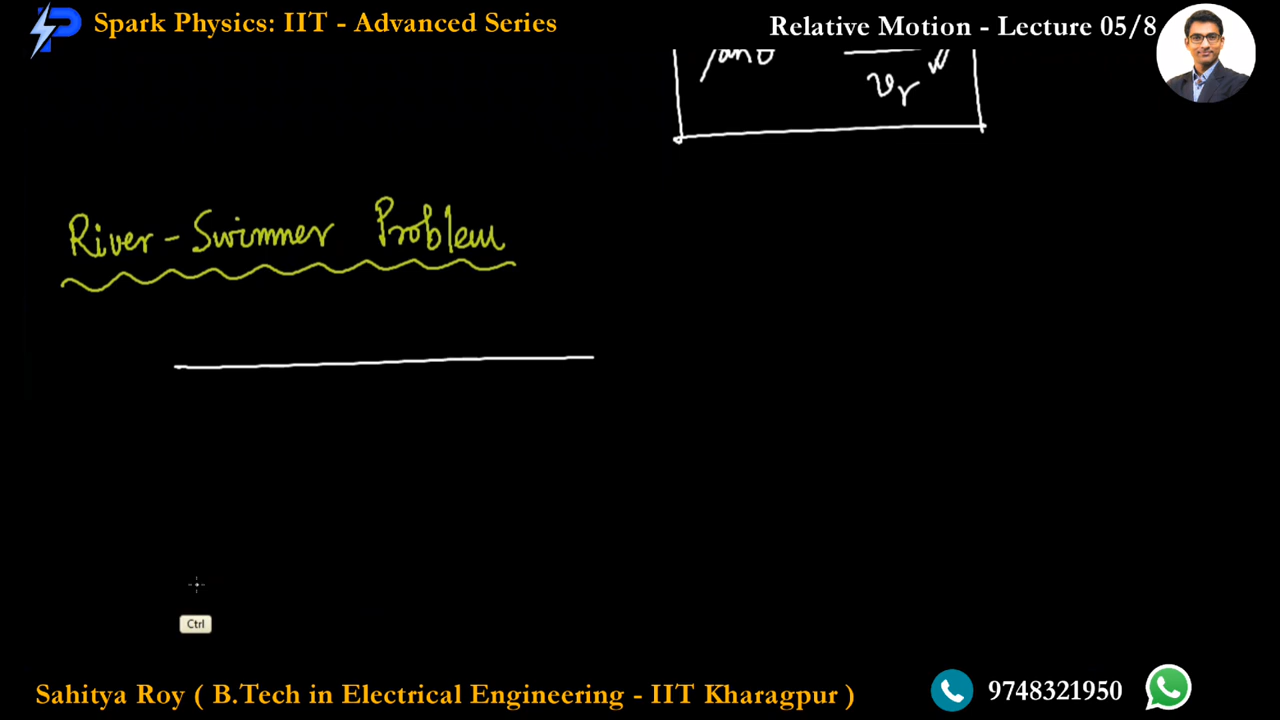 Spark Physics: IIT - Advanced Series
Relative Motion - Lecture 05/8
tanθ
v_r
River - Swimmer Problem
Ctrl
Sahitya Roy ( B.Tech in Electrical Engineering - IIT Kharagpur )
9748321950